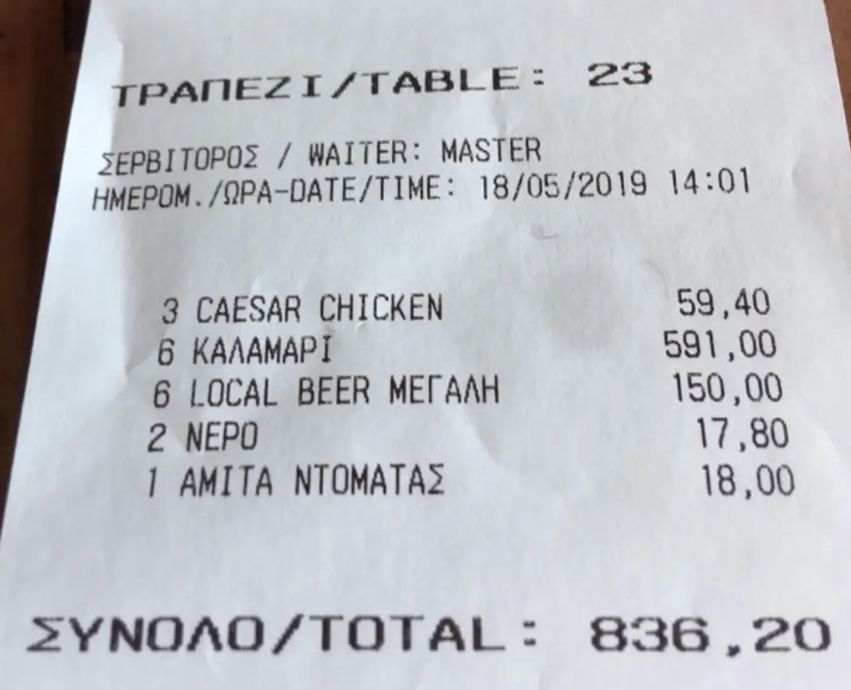 ΤΡΑΠΕΖΙ/TABLE: 23
ΣΕΡΒΙΤΟΡΟΣ / WAITER: MASTER
ΗΜΕΡΟΜ./ΩΡΑ-DATE/TIME: 18/05/2019 14:01
3 CAESAR CHICKEN 59,40
6 ΚΑΛΑΜΑΡΙ 591,00
6 LOCAL BEER ΜΕΓΑΛΗ 150,00
2 ΝΕΡΟ 17,80
1 ΑΜΙΤΑ ΝΤΟΜΑΤΑΣ 18,00
ΣΥΝΟΛΟ/TOTAL: 836,20